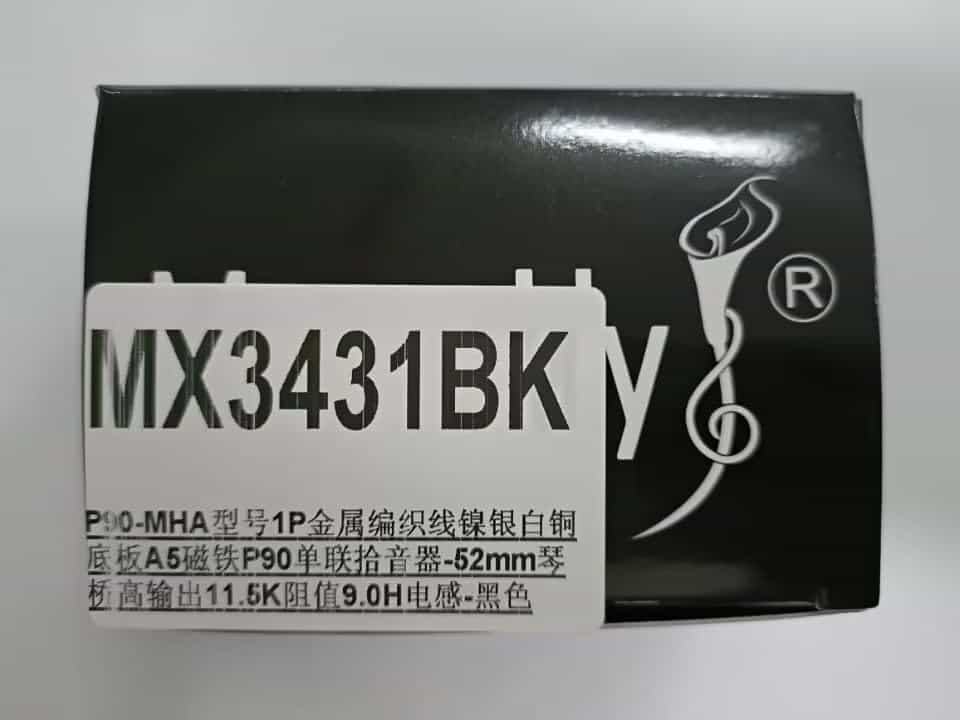 MX3431BK
y ®
P90-MHA型号1P金属编织线镍银白铜
底板A5磁铁P90单联拾音器-52mm琴
桥高输出11.5K阻值9.0H电感-黑色